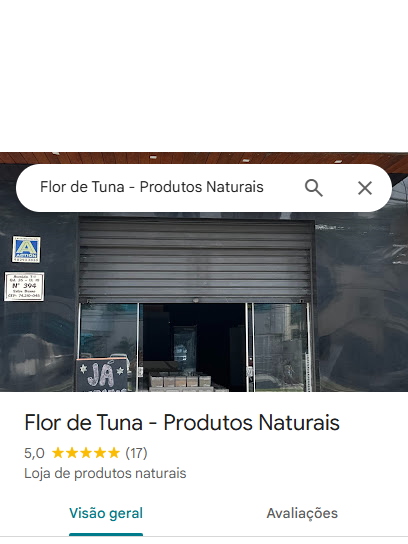 Flor de Tuna - Produtos Naturais
A
Nº 394
JÁ
Flor de Tuna - Produtos Naturais
5,0 ★★★★★ (17)
Loja de produtos naturais
Visão geral
Avaliações